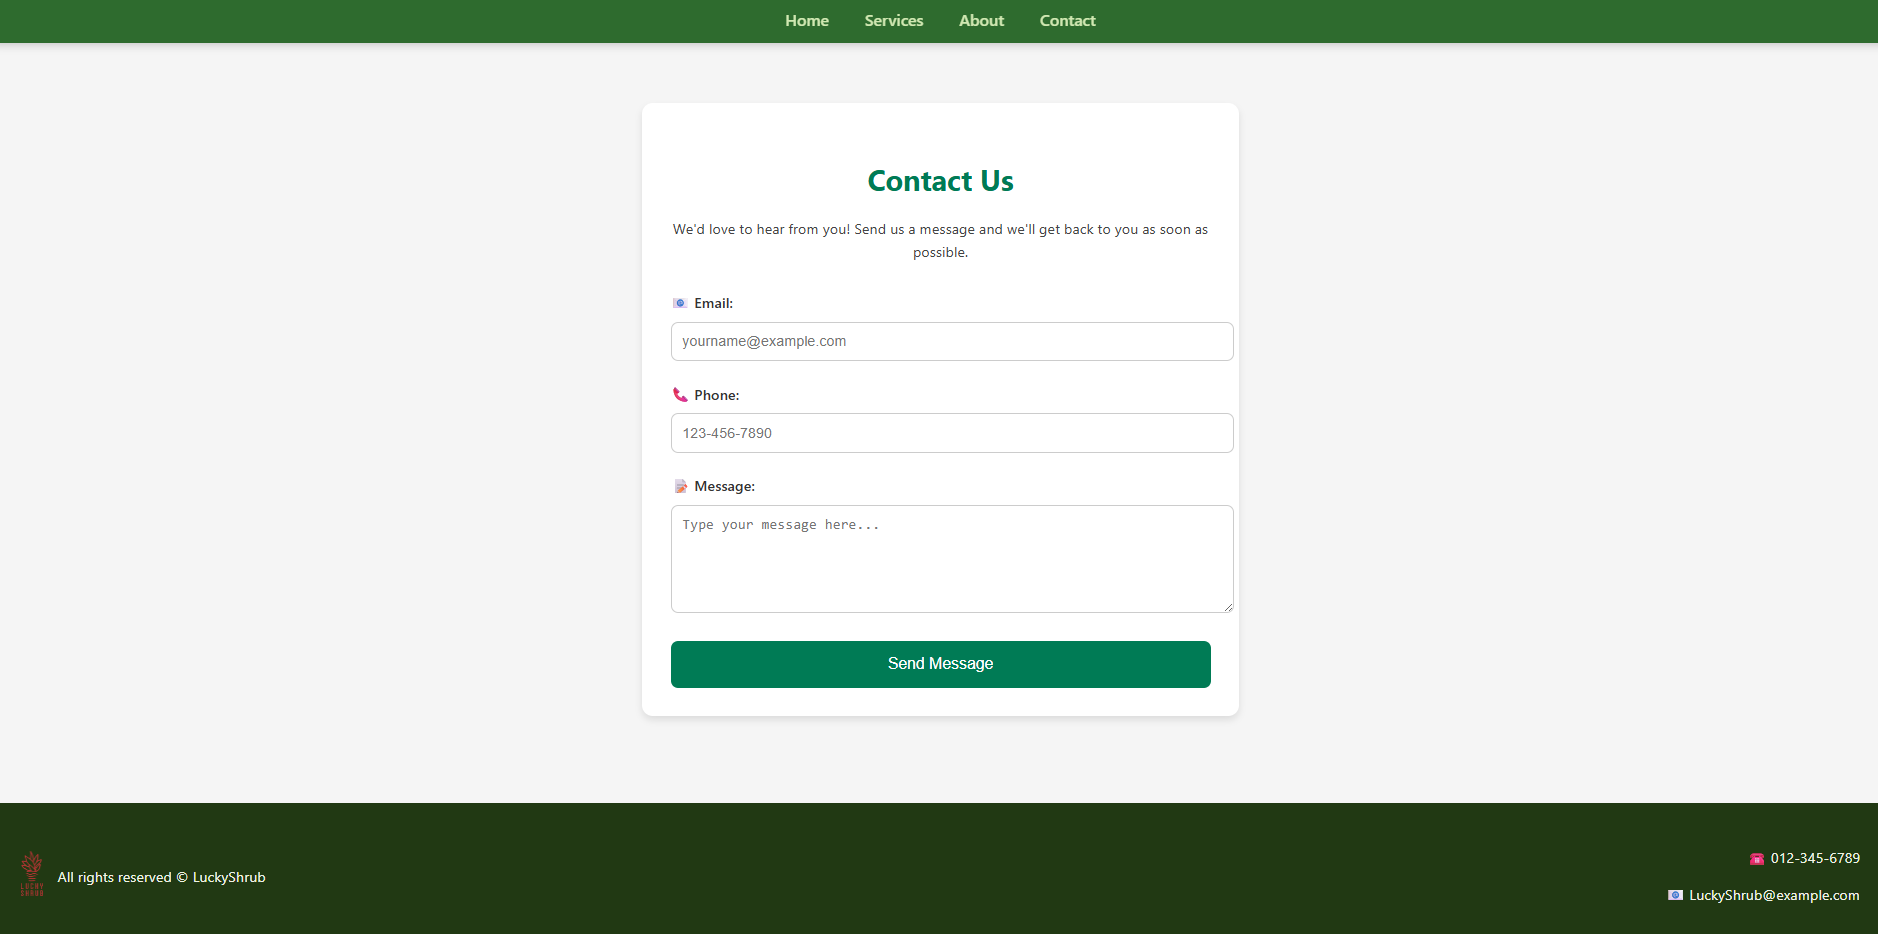 Home Services About Contact
Contact Us
We'd love to hear from you! Send us a message and we'll get back to you as soon as
possible.
Email:
yourname@example.com
Phone:
123-456-7890
Message:
Type your message here...
Send Message
LUCKY
SHRUB
All rights reserved © LuckyShrub
012-345-6789
LuckyShrub@example.com